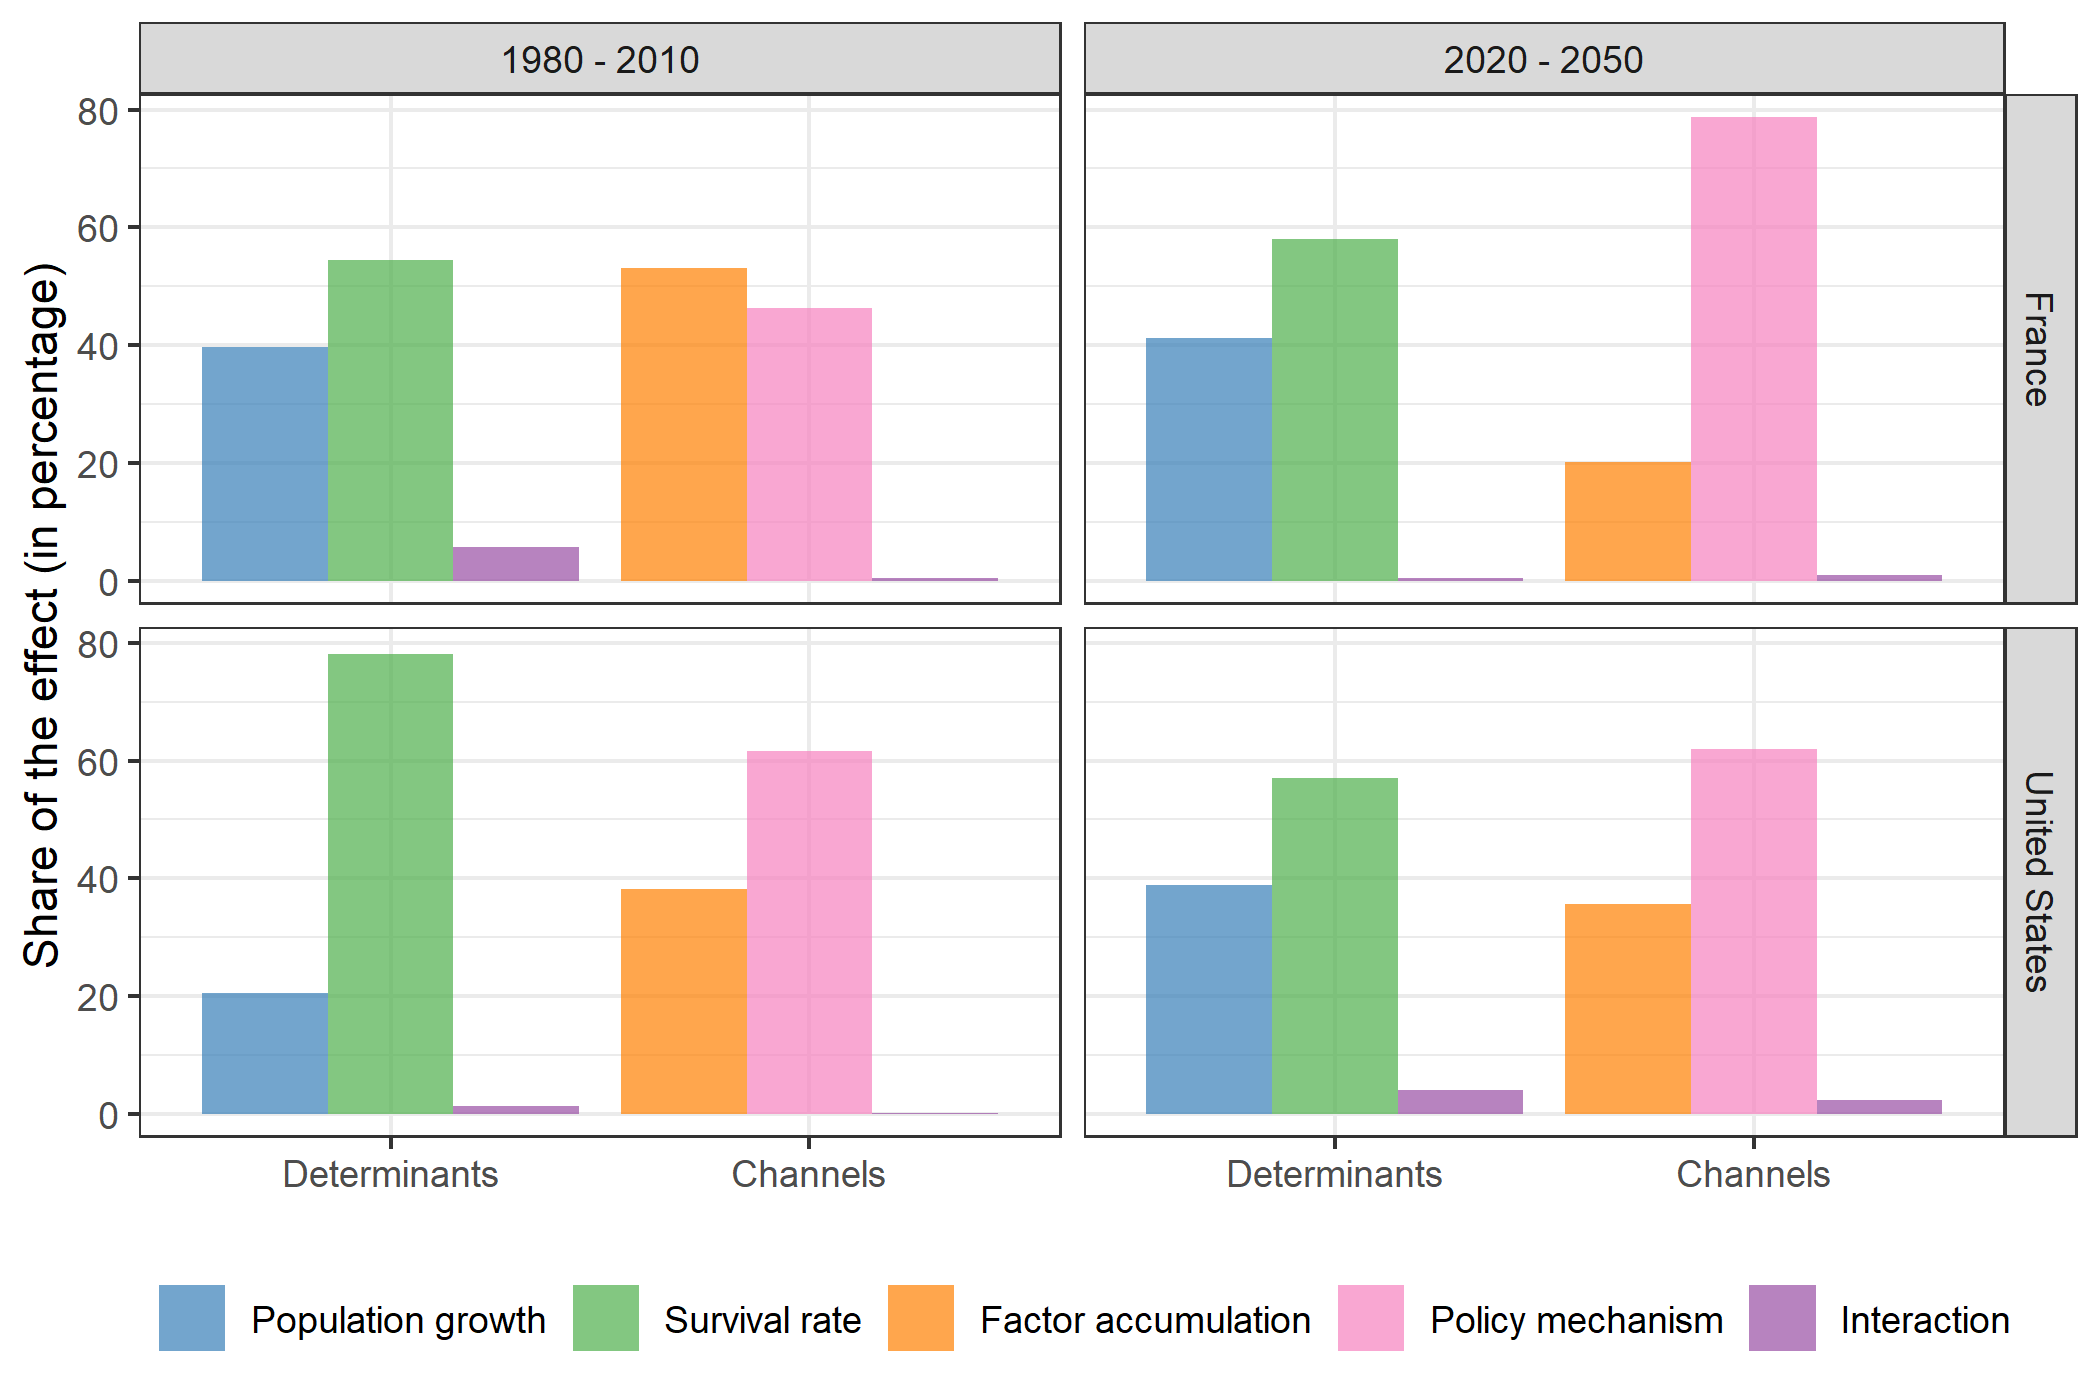 1980 - 2010
2020 - 2050
Share of the effect (in percentage)
80
60
40
20
0
France
80
60
40
20
0
United States
Determinants
Channels
Determinants
Channels
Population growth
Survival rate
Factor accumulation
Policy mechanism
Interaction